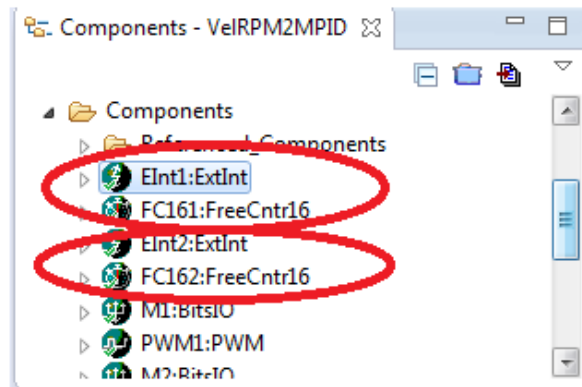 Components - VelRPM2MPID
Components
Referenced_Components
EInt1:ExtInt
FC161:FreeCntr16
EInt2:ExtInt
FC162:FreeCntr16
M1:BitsIO
PWM1:PWM
M2:BitsIO